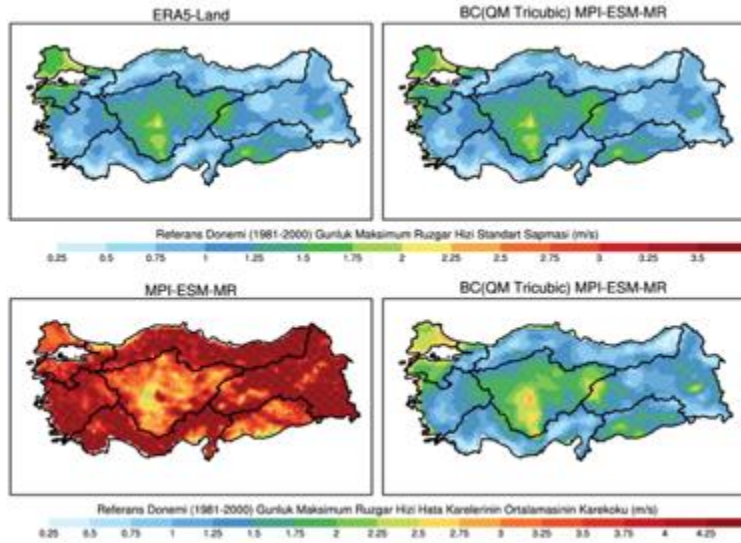 ERA5-Land
BC(QM Tricubic) MPI-ESM-MR
Referans Donemi (1981-2000) Gunluk Maksimum Ruzgar Hizi Standart Sapmasi (m/s)
0.25 0.5 0.75 1 1.25 1.5 1.75 2 2.25 2.5 2.75 3 3.25 3.5
MPI-ESM-MR
BC(QM Tricubic) MPI-ESM-MR
Referans Donemi (1981-2000) Gunluk Maksimum Ruzgar Hizi Hata Karelerinin Ortalamasinin Karekoku (m/s)
0.25 0.5 0.75 1 1.25 1.5 1.75 2 2.25 2.5 2.75 3 3.25 3.5 3.75 4 4.25